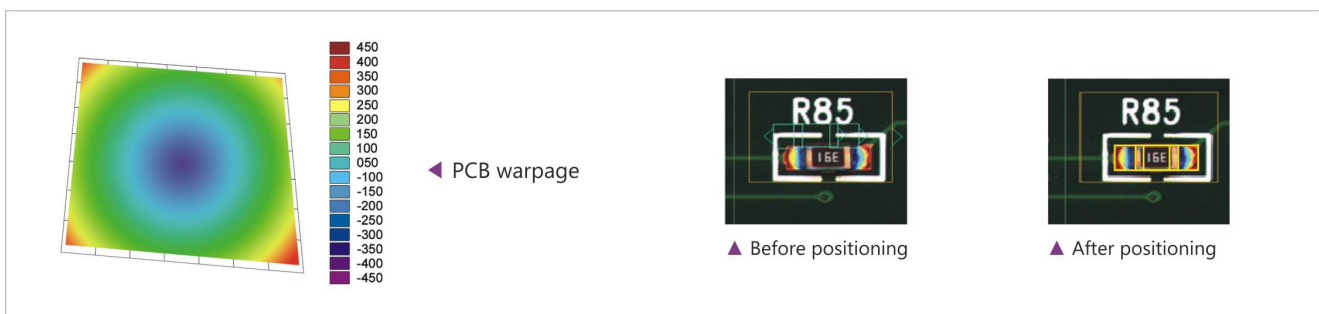 450
400
350
300
250
200
150
100
050
-100
-150
-200
-250
-300
-350
-400
-450
◀ PCB warpage
R85
16E
▲ Before positioning
R85
16E
▲ After positioning